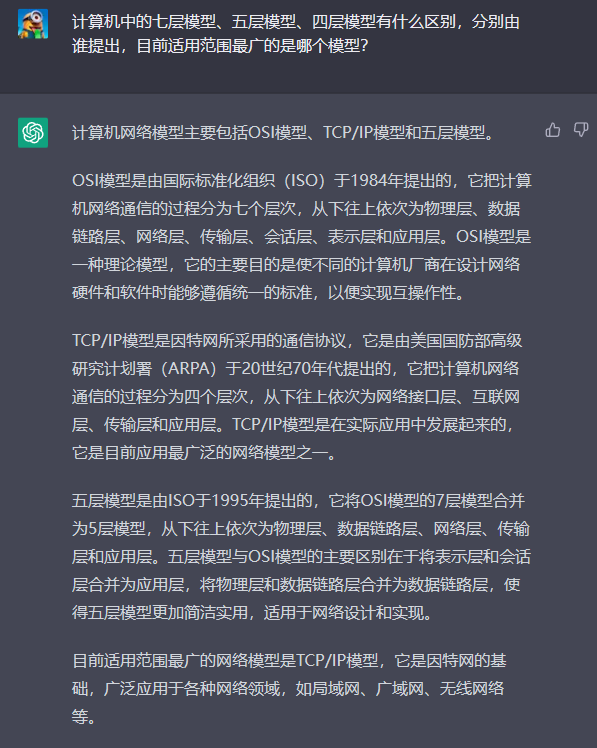 计算机中的七层模型、五层模型、四层模型有什么区别，分别由
谁提出，目前适用范围最广的是哪个模型？
计算机网络模型主要包括OSI模型、TCP/IP模型和五层模型。
OSI模型是由国际标准化组织（ISO）于1984年提出的，它把计算
机网络通信的过程分为七个层次，从下往上依次为物理层、数据
链路层、网络层、传输层、会话层、表示层和应用层。OSI模型是
一种理论模型，它的主要目的是使不同的计算机厂商在设计网络
硬件和软件时能够遵循统一的标准，以便实现互操作性。
TCP/IP模型是因特网所采用的通信协议，它是由美国国防部高级
研究计划署（ARPA）于20世纪70年代提出的，它把计算机网络
通信的过程分为四个层次，从下往上依次为网络接口层、互联网
层、传输层和应用层。TCP/IP模型是在实际应用中发展起来的，
它是目前应用最广泛的网络模型之一。
五层模型是由ISO于1995年提出的，它将OSI模型的7层模型合并
为5层模型，从下往上依次为物理层、数据链路层、网络层、传输
层和应用层。五层模型与OSI模型的主要区别在于将表示层和会话
层合并为应用层，将物理层和数据链路层合并为数据链路层，使
得五层模型更加简洁实用，适用于网络设计和实现。
目前适用范围最广的网络模型是TCP/IP模型，它是因特网的基
础，广泛应用于各种网络领域，如局域网、广域网、无线网络
等。